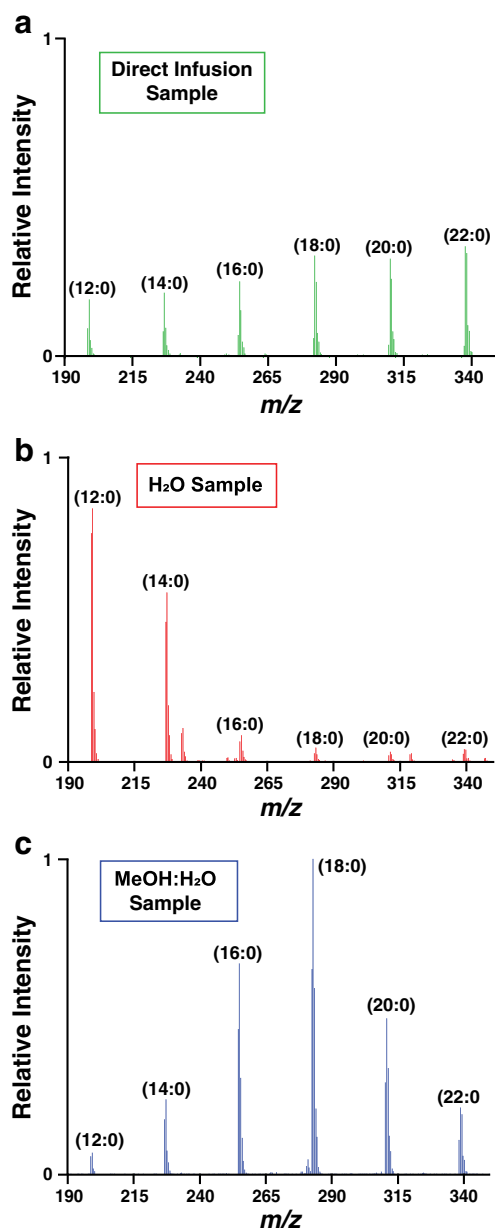 a
1
Direct Infusion
Sample
Relative Intensity
(12:0)
(14:0)
(16:0)
(18:0)
(20:0)
(22:0)
0
190 215 240 265 290 315 340
m/z
b
1
H₂O Sample
Relative Intensity
(12:0)
(14:0)
(16:0)
(18:0)
(20:0)
(22:0)
0
190 215 240 265 290 315 340
m/z
c
1
MeOH:H₂O
Sample
Relative Intensity
(12:0)
(14:0)
(16:0)
(18:0)
(20:0)
(22:0
0
190 215 240 265 290 315 340
m/z